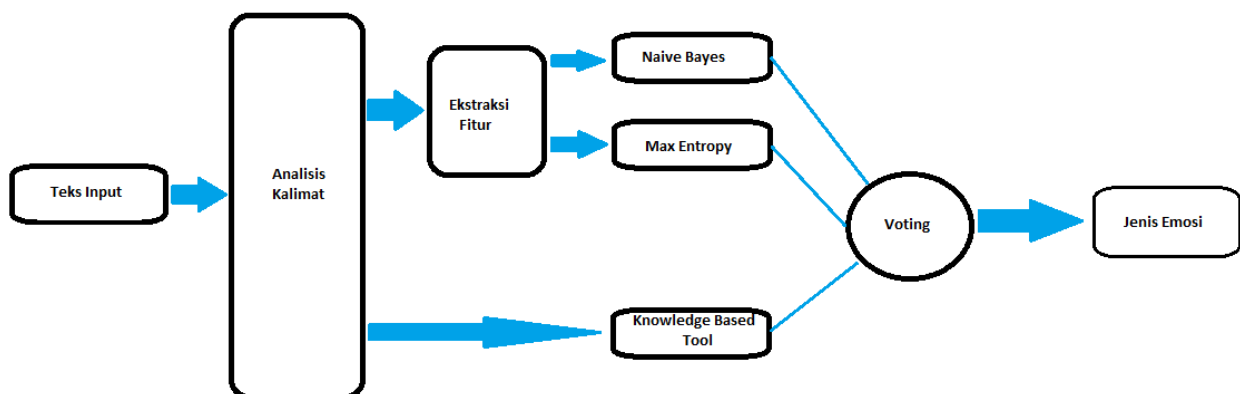 Teks Input
Analisis
Kalimat
Ekstraksi
Fitur
Naive Bayes
Max Entropy
Knowledge Based
Tool
Voting
Jenis Emosi